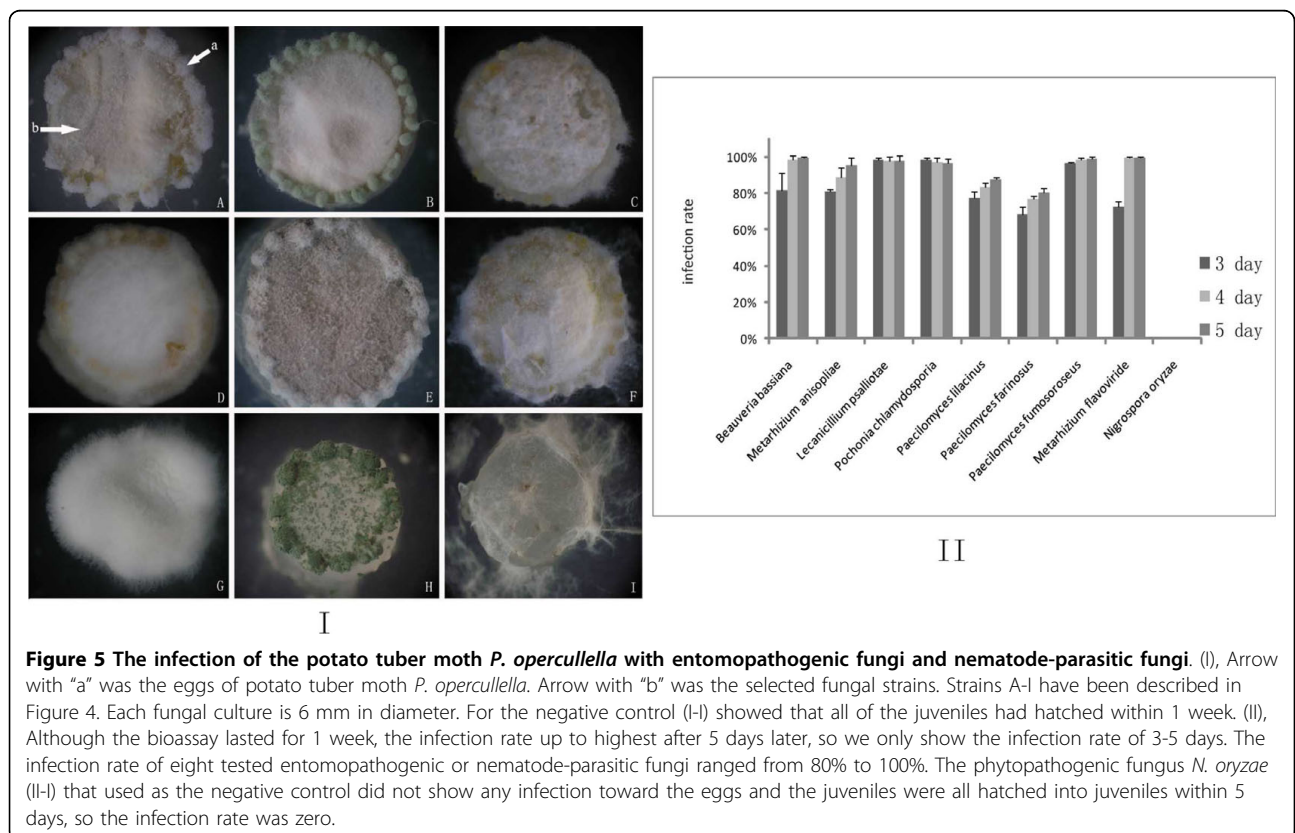 a
b
A
B
C
D
E
F
G
H
I
I
infection rate
100%
80%
60%
40%
20%
0%
3 day
4 day
5 day
Beauveria bassiana
Metarhizium anisopliae
Lecanicillium psalliotae
Pochonia chlamydosporia
Paecilomyces lilacinus
Paecilomyces farinosus
Paecilomyces fumosoroseus
Metarhizium flavoviride
Nigrospora oryzae
II
Figure 5 The infection of the potato tuber moth P. opercullella with entomopathogenic fungi and nematode-parasitic fungi. (I), Arrow
with “a” was the eggs of potato tuber moth P. opercullella. Arrow with “b” was the selected fungal strains. Strains A-I have been described in
Figure 4. Each fungal culture is 6 mm in diameter. For the negative control (I-I) showed that all of the juveniles had hatched within 1 week. (II),
Although the bioassay lasted for 1 week, the infection rate up to highest after 5 days later, so we only show the infection rate of 3-5 days. The
infection rate of eight tested entomopathogenic or nematode-parasitic fungi ranged from 80% to 100%. The phytopathogenic fungus N. oryzae
(II-I) that used as the negative control did not show any infection toward the eggs and the juveniles were all hatched into juveniles within 5
days, so the infection rate was zero.